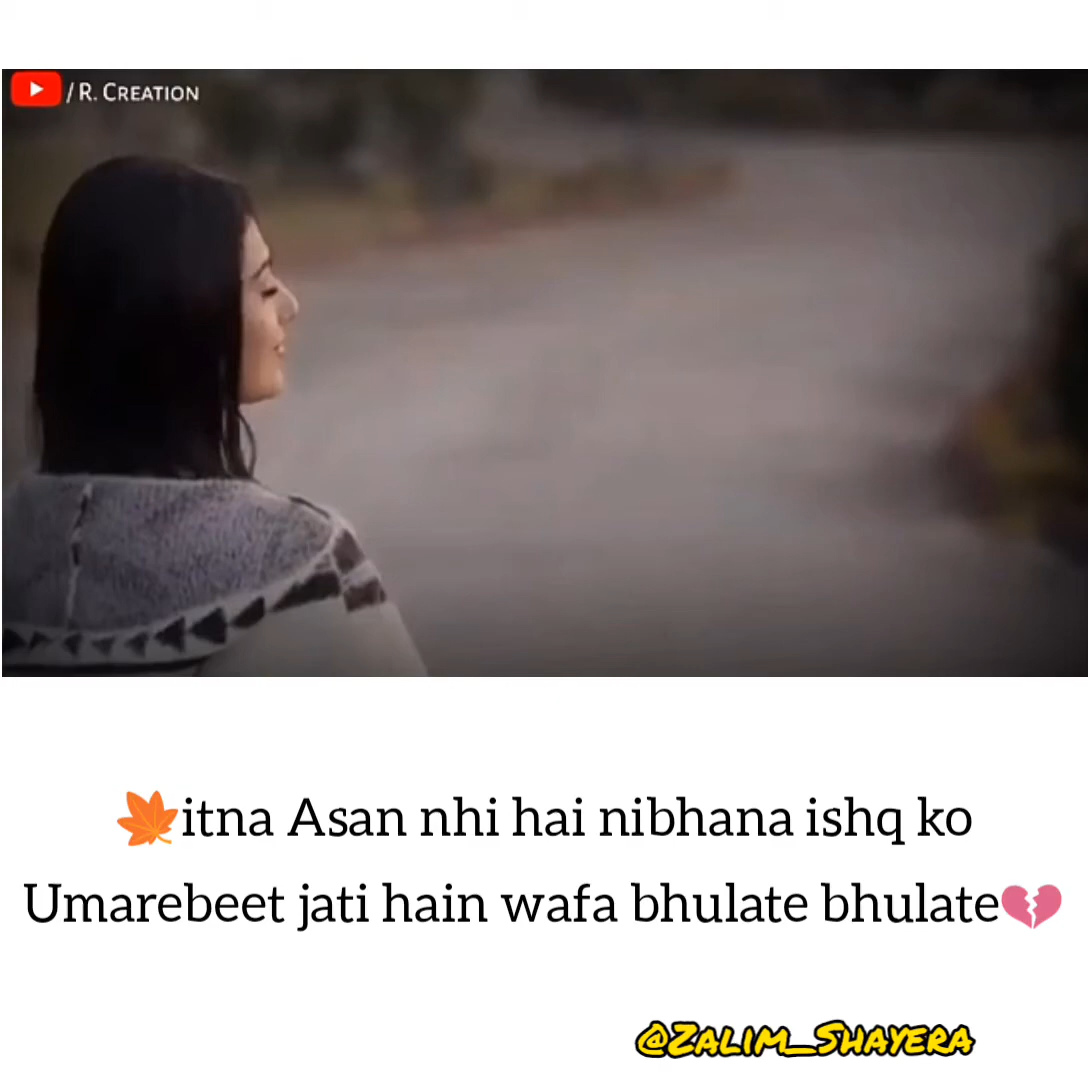 / R. CREATION
🍁itna Asan nhi hai nibhana ishq ko
Umarebeet jati hain wafa bhulate bhulate💔
@ZALIM_SHAYERA